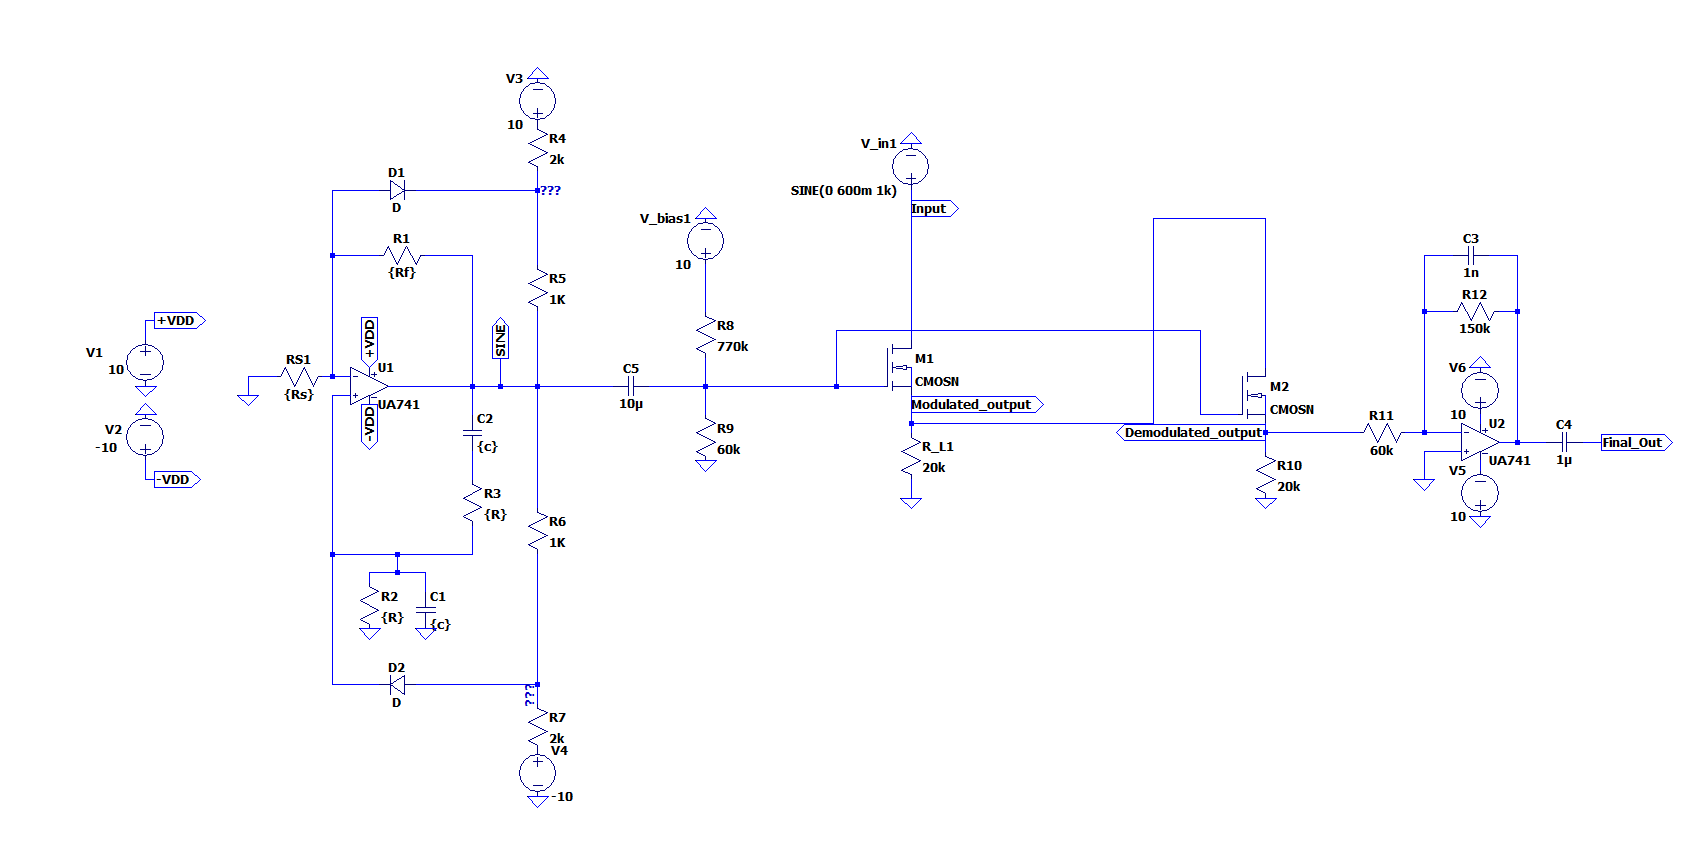 V3
10
R4
2k
???
D1
D
R1
{Rf}
R5
1K
+VDD
V1
10
V2
-10
-VDD
RS1
{Rs}
+VDD
U1
UA741
-VDD
SINE
C2
{c}
R3
{R}
R6
1K
R2
{R}
C1
{c}
D2
D
???
R7
2k
V4
-10
C5
10µ
V_bias1
10
R8
770k
R9
60k
V_in1
SINE(0 600m 1k)
Input
M1
CMOSN
Modulated_output
R_L1
20k
M2
CMOSN
Demodulated_output
R10
20k
R11
60k
C3
1n
R12
150k
V6
10
U2
UA741
V5
10
C4
1µ
Final_Out